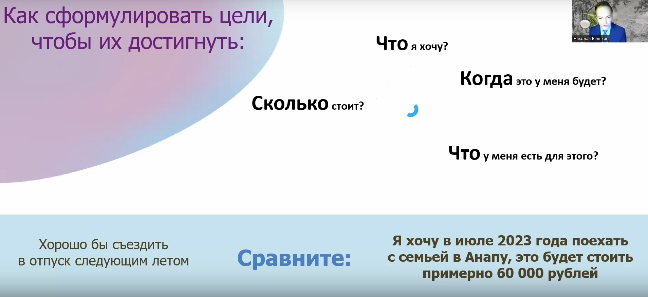 Как сформулировать цели,
чтобы их достигнуть:
Что я хочу?
Когда это у меня будет?
Сколько стоит?
Что у меня есть для этого?
Хорошо бы съездить
в отпуск следующим летом
Сравните:
Я хочу в июле 2023 года поехать
с семьей в Анапу, это будет стоить
примерно 60 000 рублей